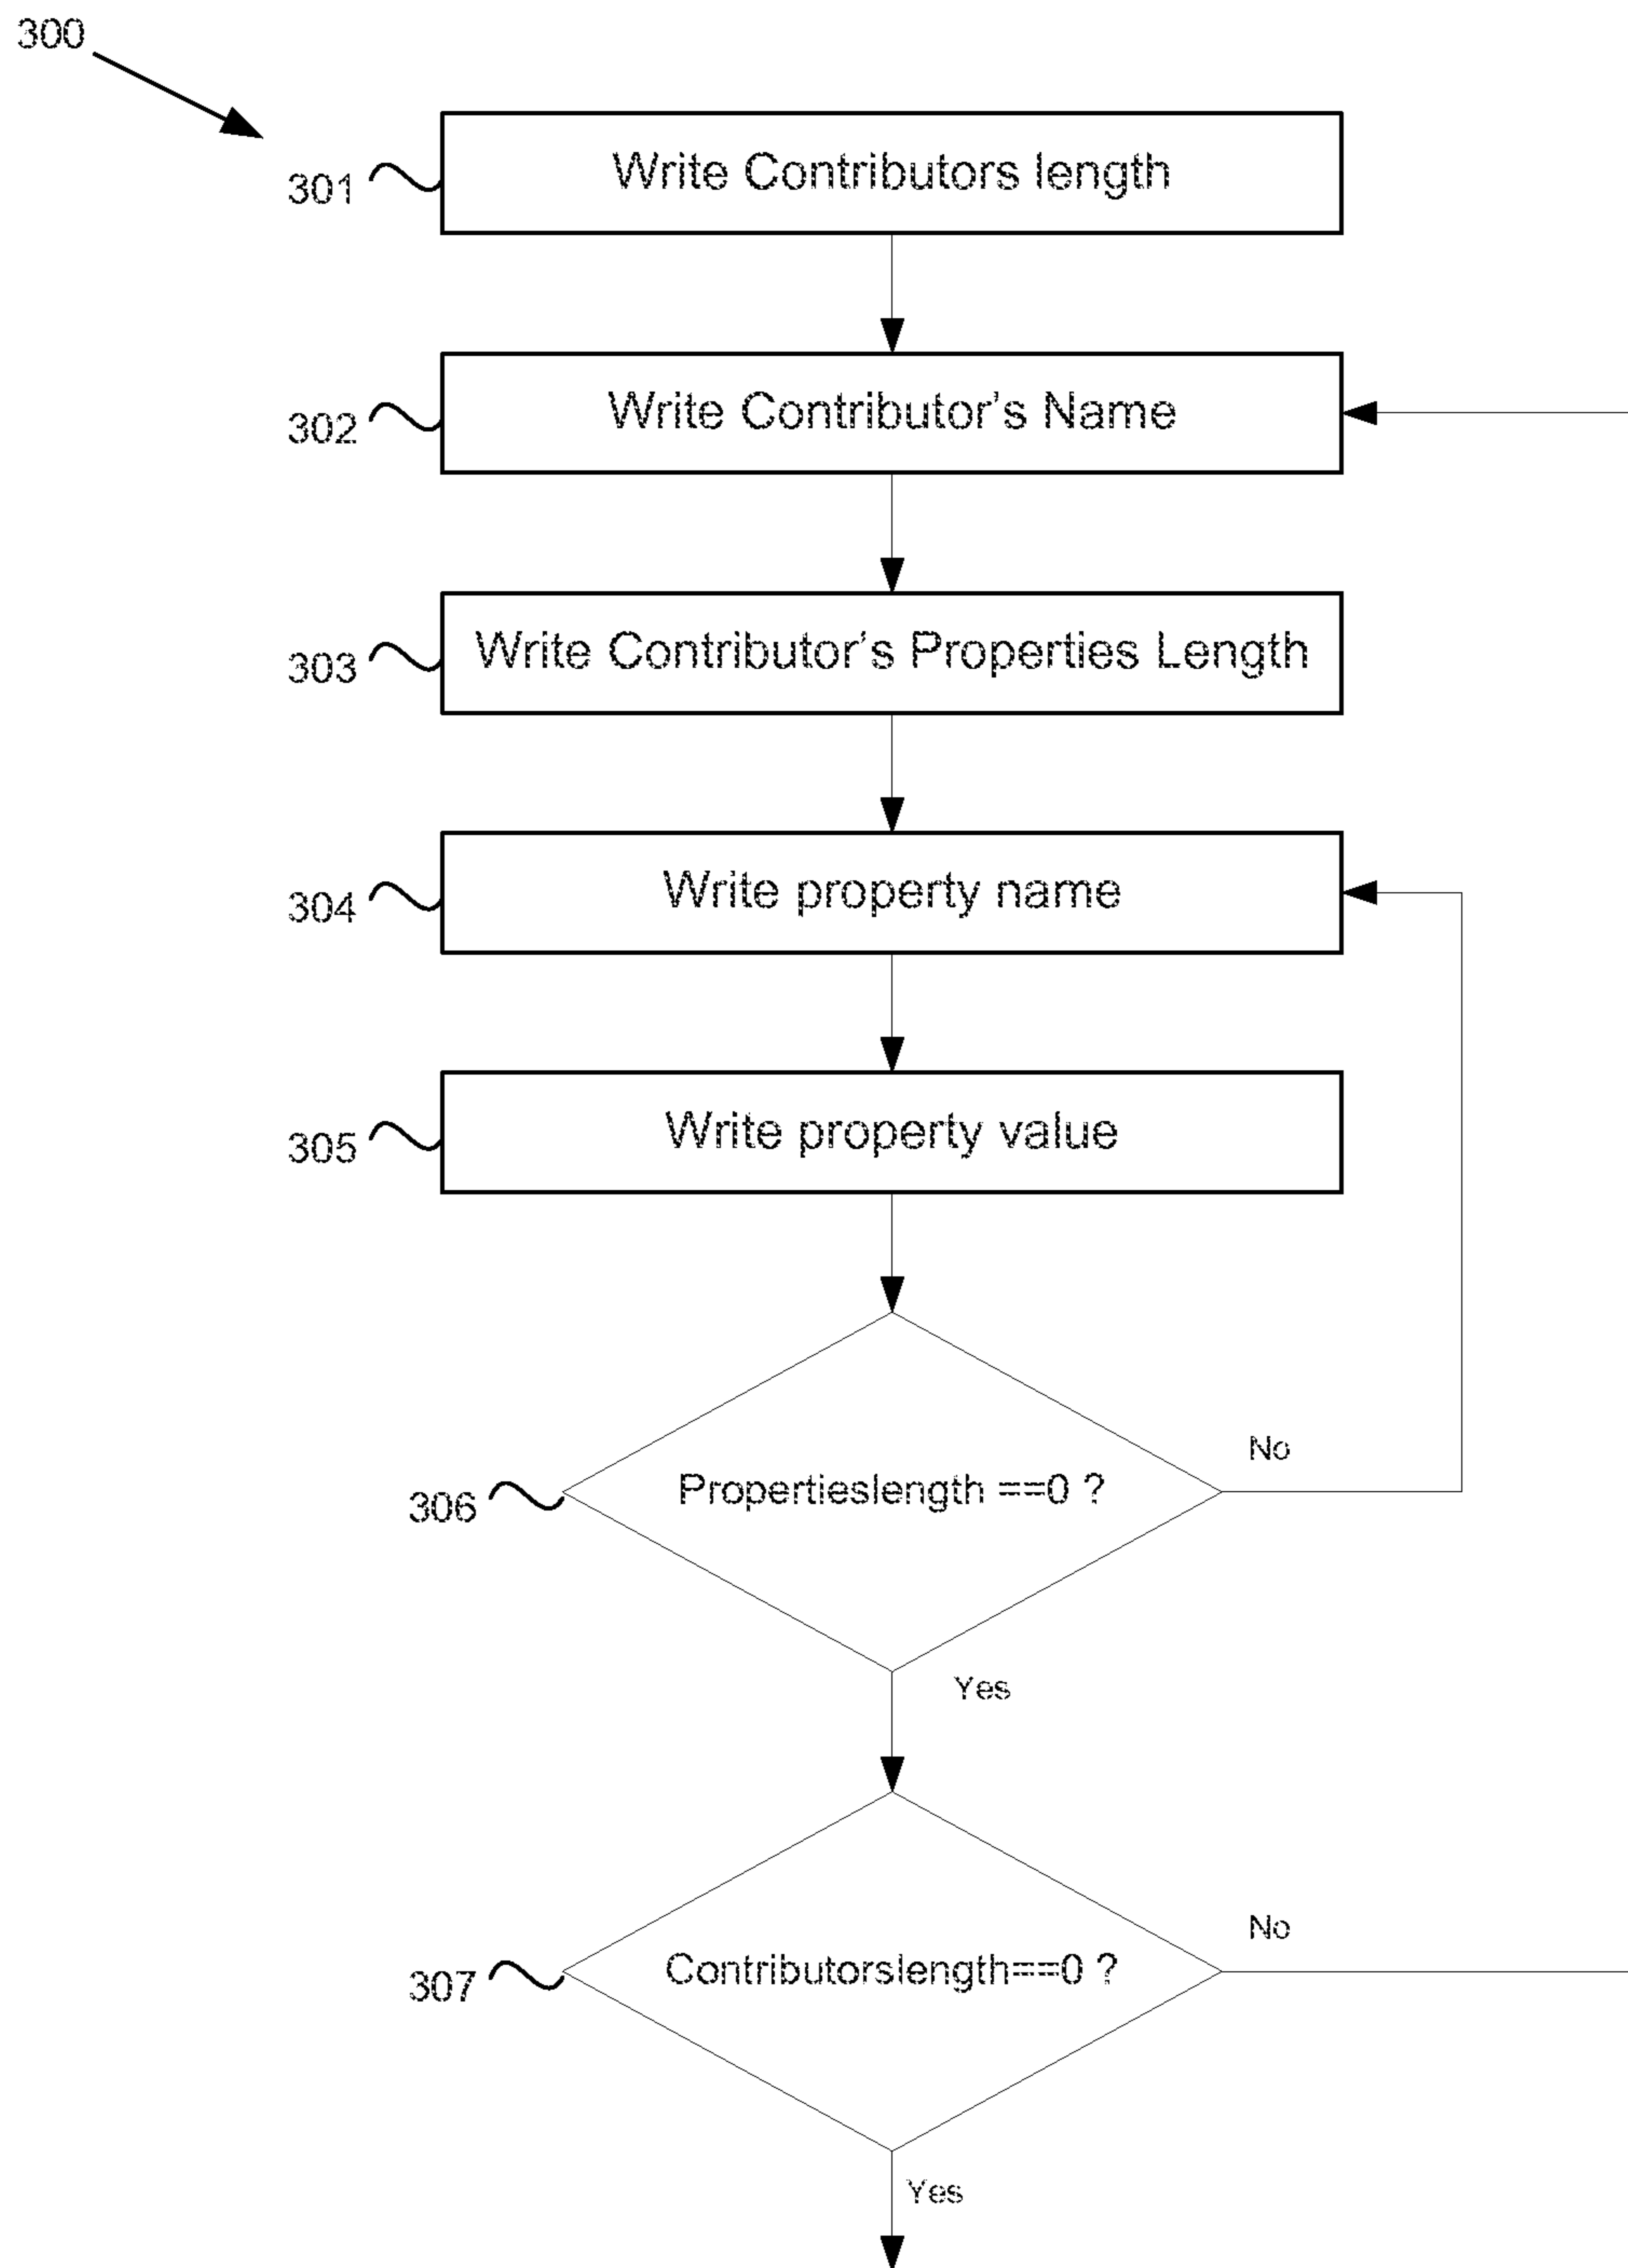 300
301
Write Contributors length
302
Write Contributor's Name
303
Write Contributor's Properties Length
304
Write property name
305
Write property value
306
Propertieslength ==0 ?
No
Yes
307
Contributorslength==0 ?
No
Yes